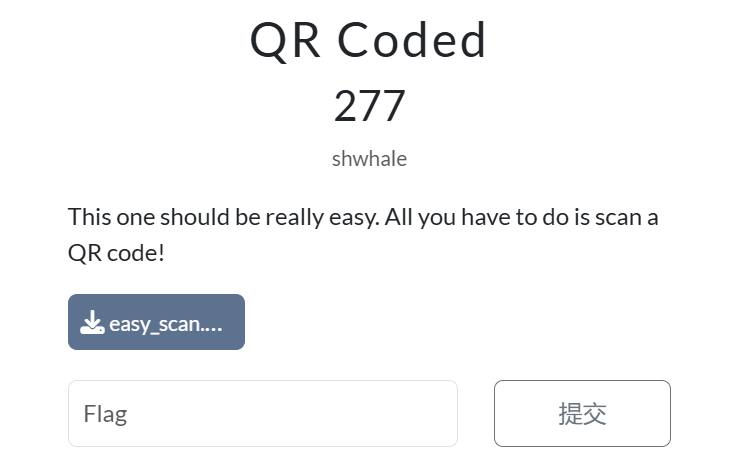 QR Coded
277
shwhale
This one should be really easy. All you have to do is scan a
QR code!
easy_scan....
Flag
提交